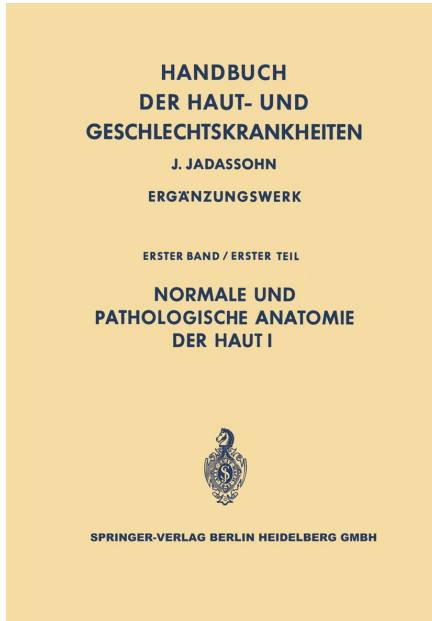 HANDBUCH
DER HAUT- UND
GESCHLECHTSKRANKHEITEN
J. JADASSOHN
ERGÄNZUNGSWERK
ERSTER BAND / ERSTER TEIL
NORMALE UND
PATHOLOGISCHE ANATOMIE
DER HAUT I
S
SPRINGER-VERLAG BERLIN HEIDELBERG GMBH